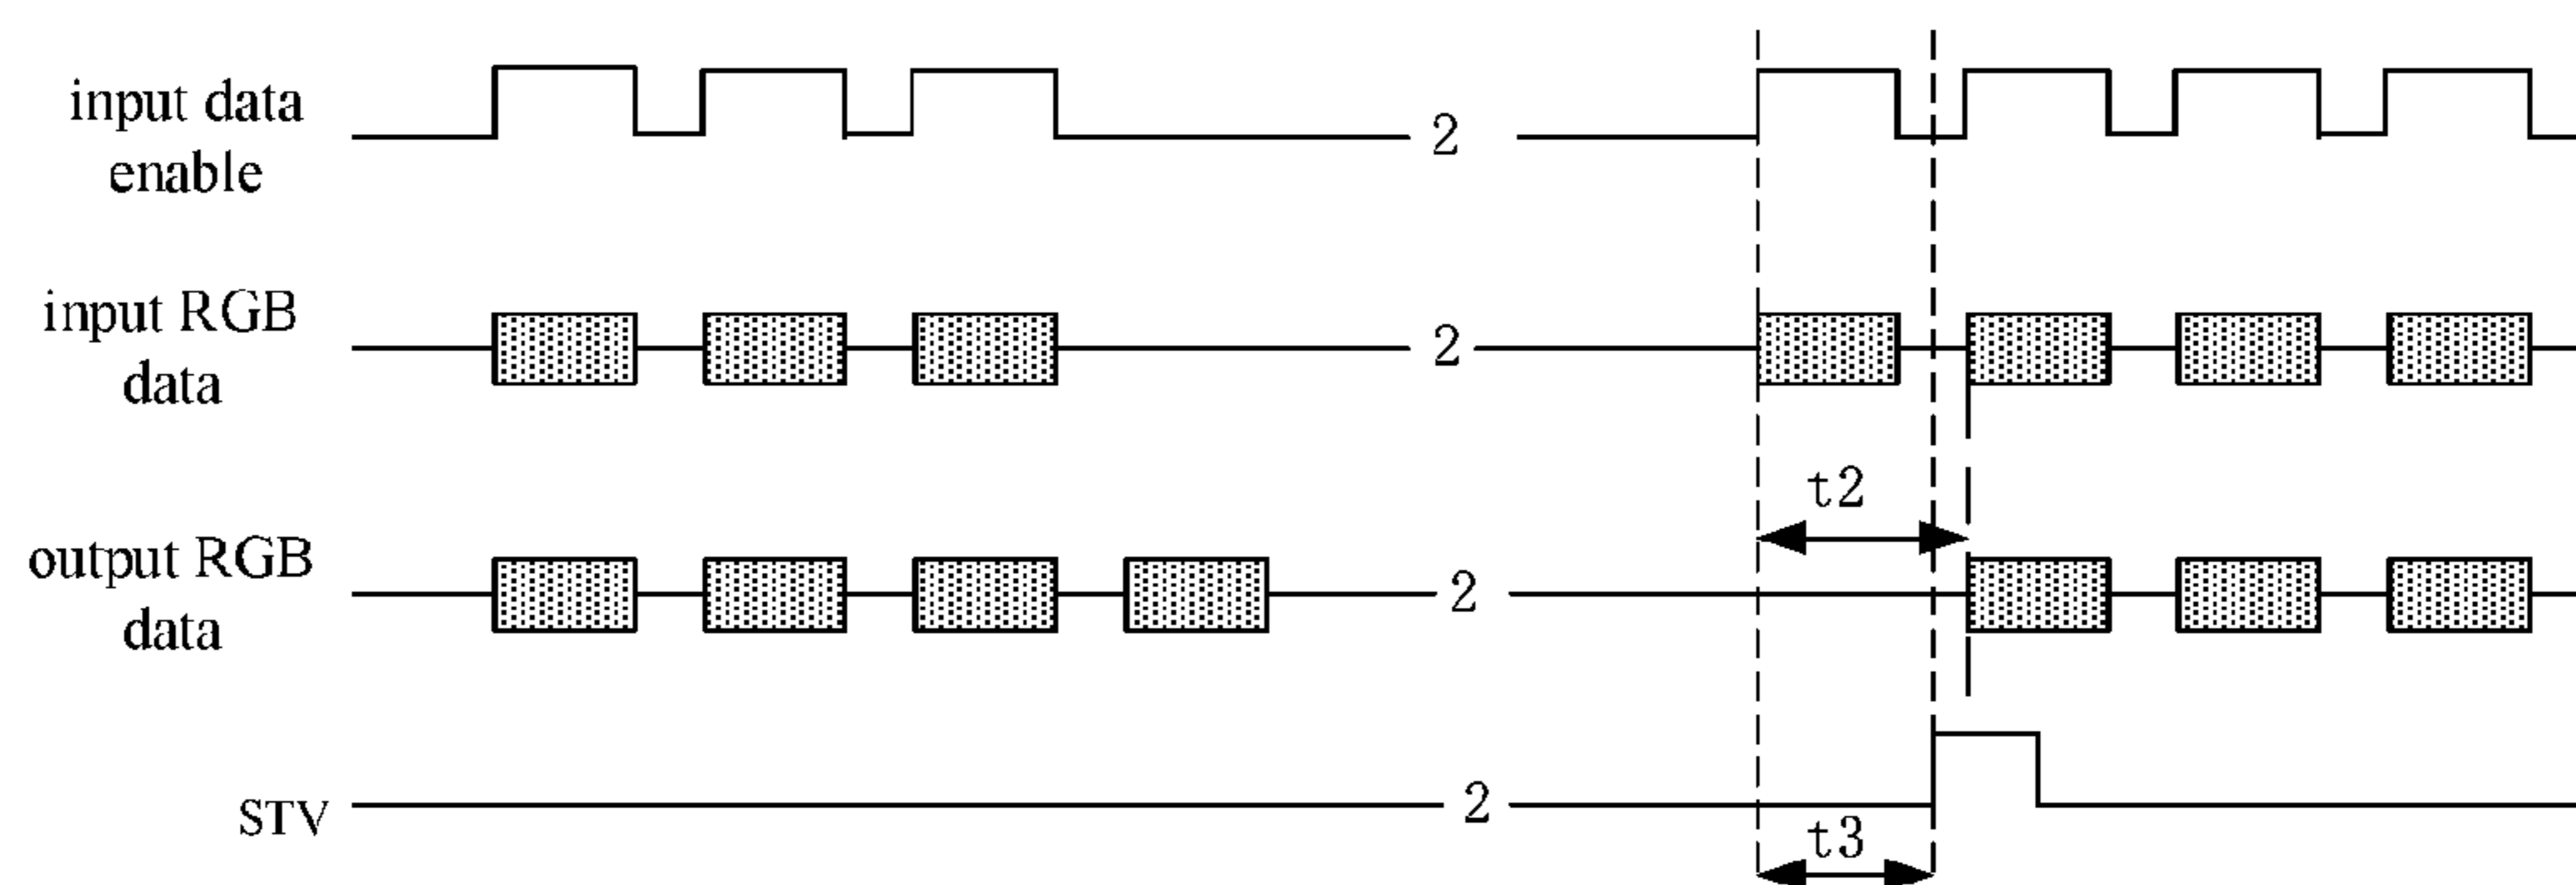 input data
enable
2
input RGB
data
2
t2
output RGB
data
2
STV
2
t3